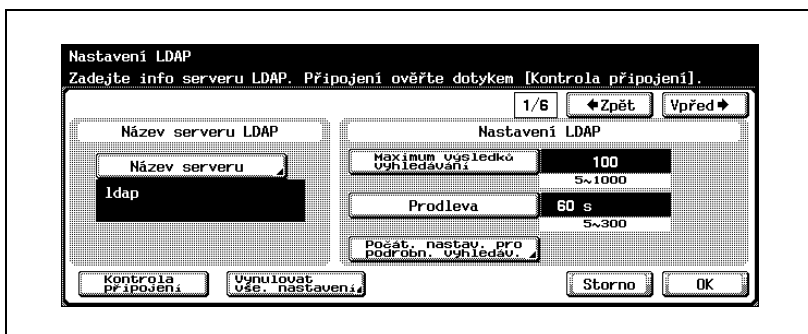 Nastavení LDAP
Zadejte info serveru LDAP. Připojení ověřte dotykem [Kontrola připojení].
1/6 Zpět Vpřed
Název serveru LDAP
Nastavení LDAP
Název serveru
ldap
Maximum výsledků
vyhledávání
100
5~1000
Prodleva
60 s
5~300
Počát. nastav. pro
podrobn. vyhledáv.
Kontrola
připojení
Vynulovat
vše. nastavení
Storno
OK